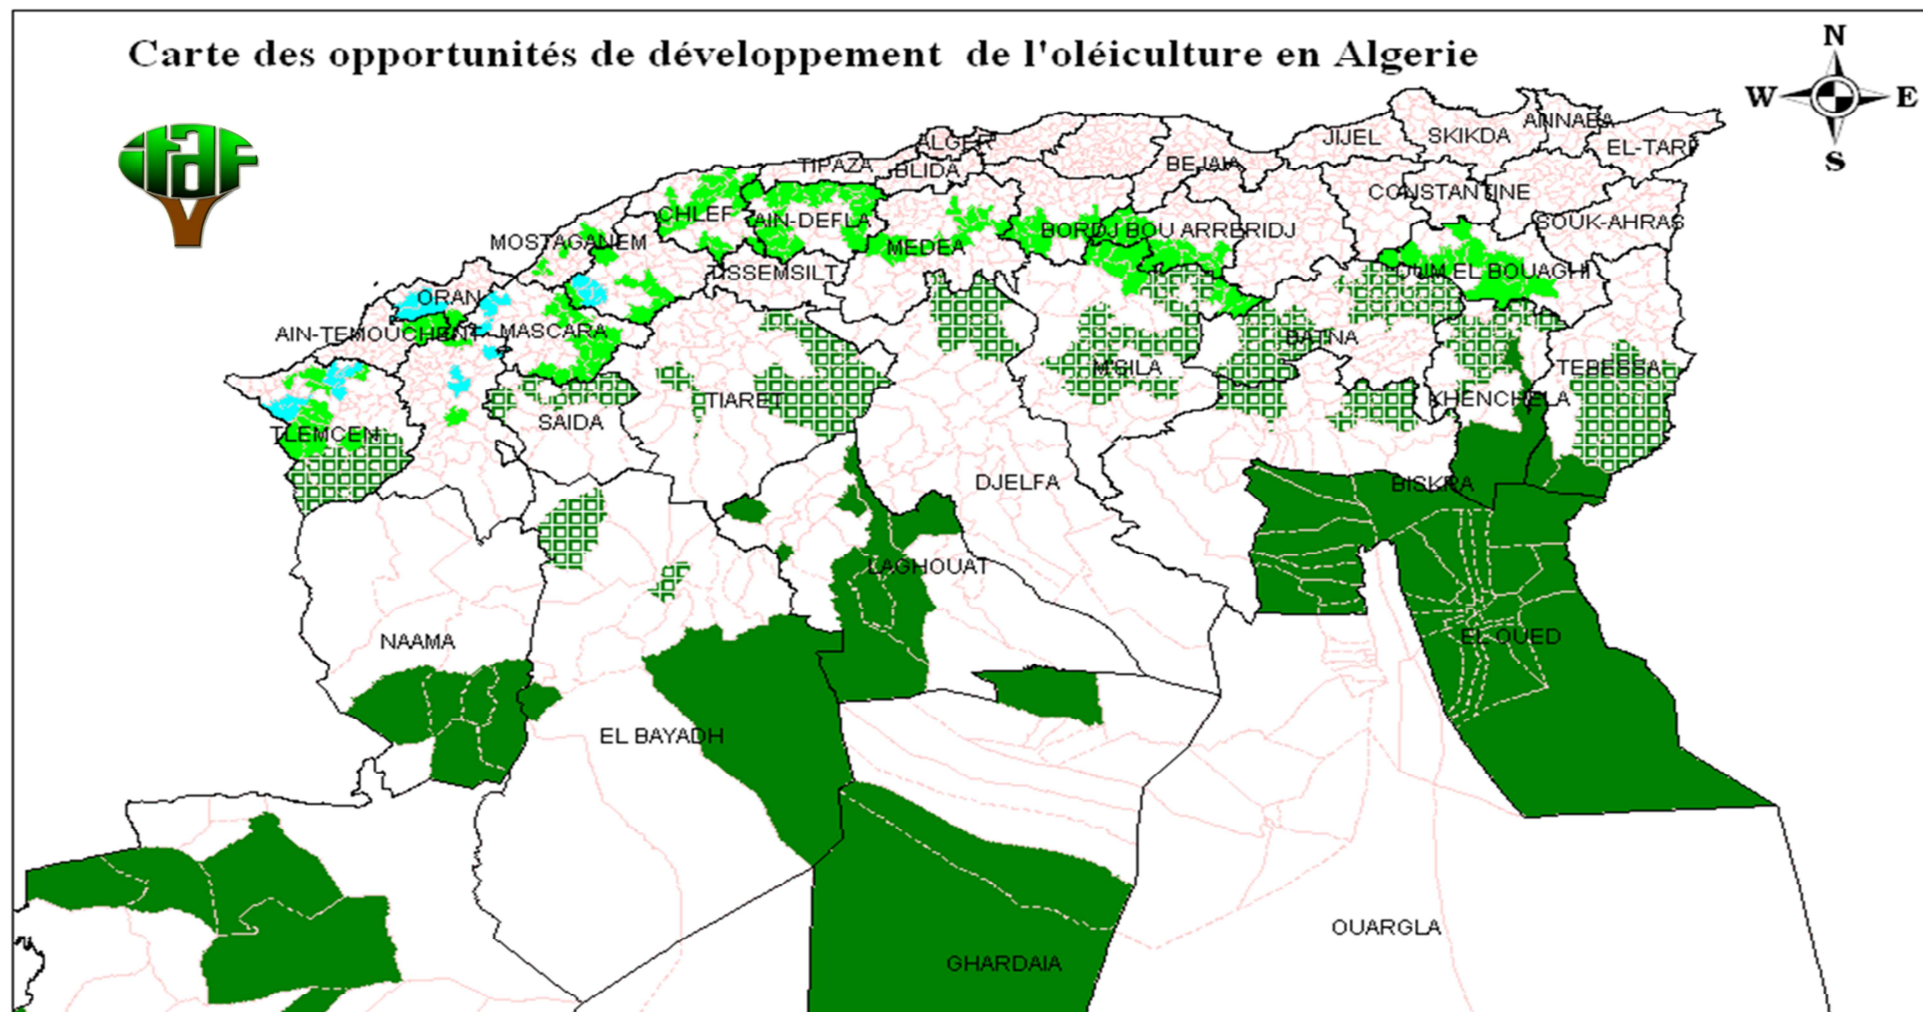 Carte des opportunités de développement de l'oléiculture en Algerie
N
W E
S
ifaf
ALGER
TIPAZA
BLIDA
BEJAIA
JIJEL
SKIKDA
ANNABA
EL-TARF
CONSTANTINE
SOUK-AHRAS
CHLEF
AIN-DEFLA
MEDEA
BORDJ BOU ARRERIDJ
MOSTAGANEM
TISSEMSILT
OUM EL BOUAGHI
ORAN
AIN-TEMOUCHENT
MASCARA
BATNA
M'SILA
TEBESSA
KHENCHELA
TIARET
SAIDA
TLEMCEN
DJELFA
BISKRA
LAGHOUAT
EL OUED
NAAMA
EL BAYADH
OUARGLA
GHARDAIA